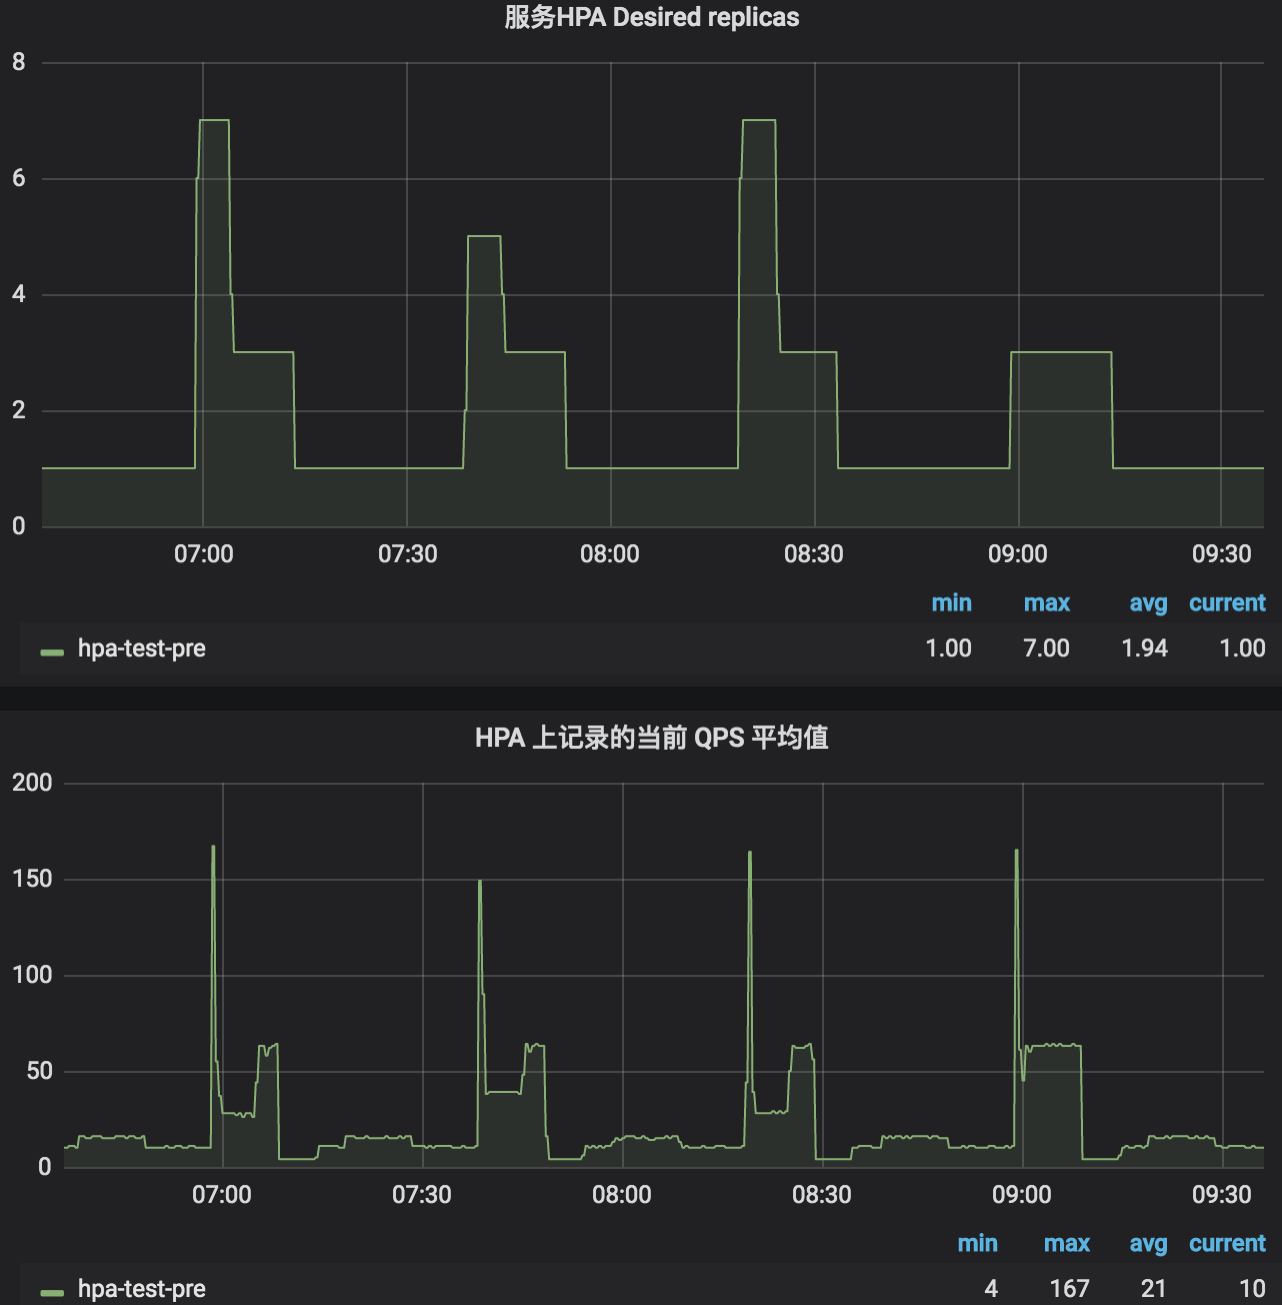 服务HPA Desired replicas
8
6
4
2
0
07:00 07:30 08:00 08:30 09:00 09:30
min max avg current
hpa-test-pre 1.00 7.00 1.94 1.00
HPA 上记录的当前 QPS 平均值
200
150
100
50
0
07:00 07:30 08:00 08:30 09:00 09:30
min max avg current
hpa-test-pre 4 167 21 10